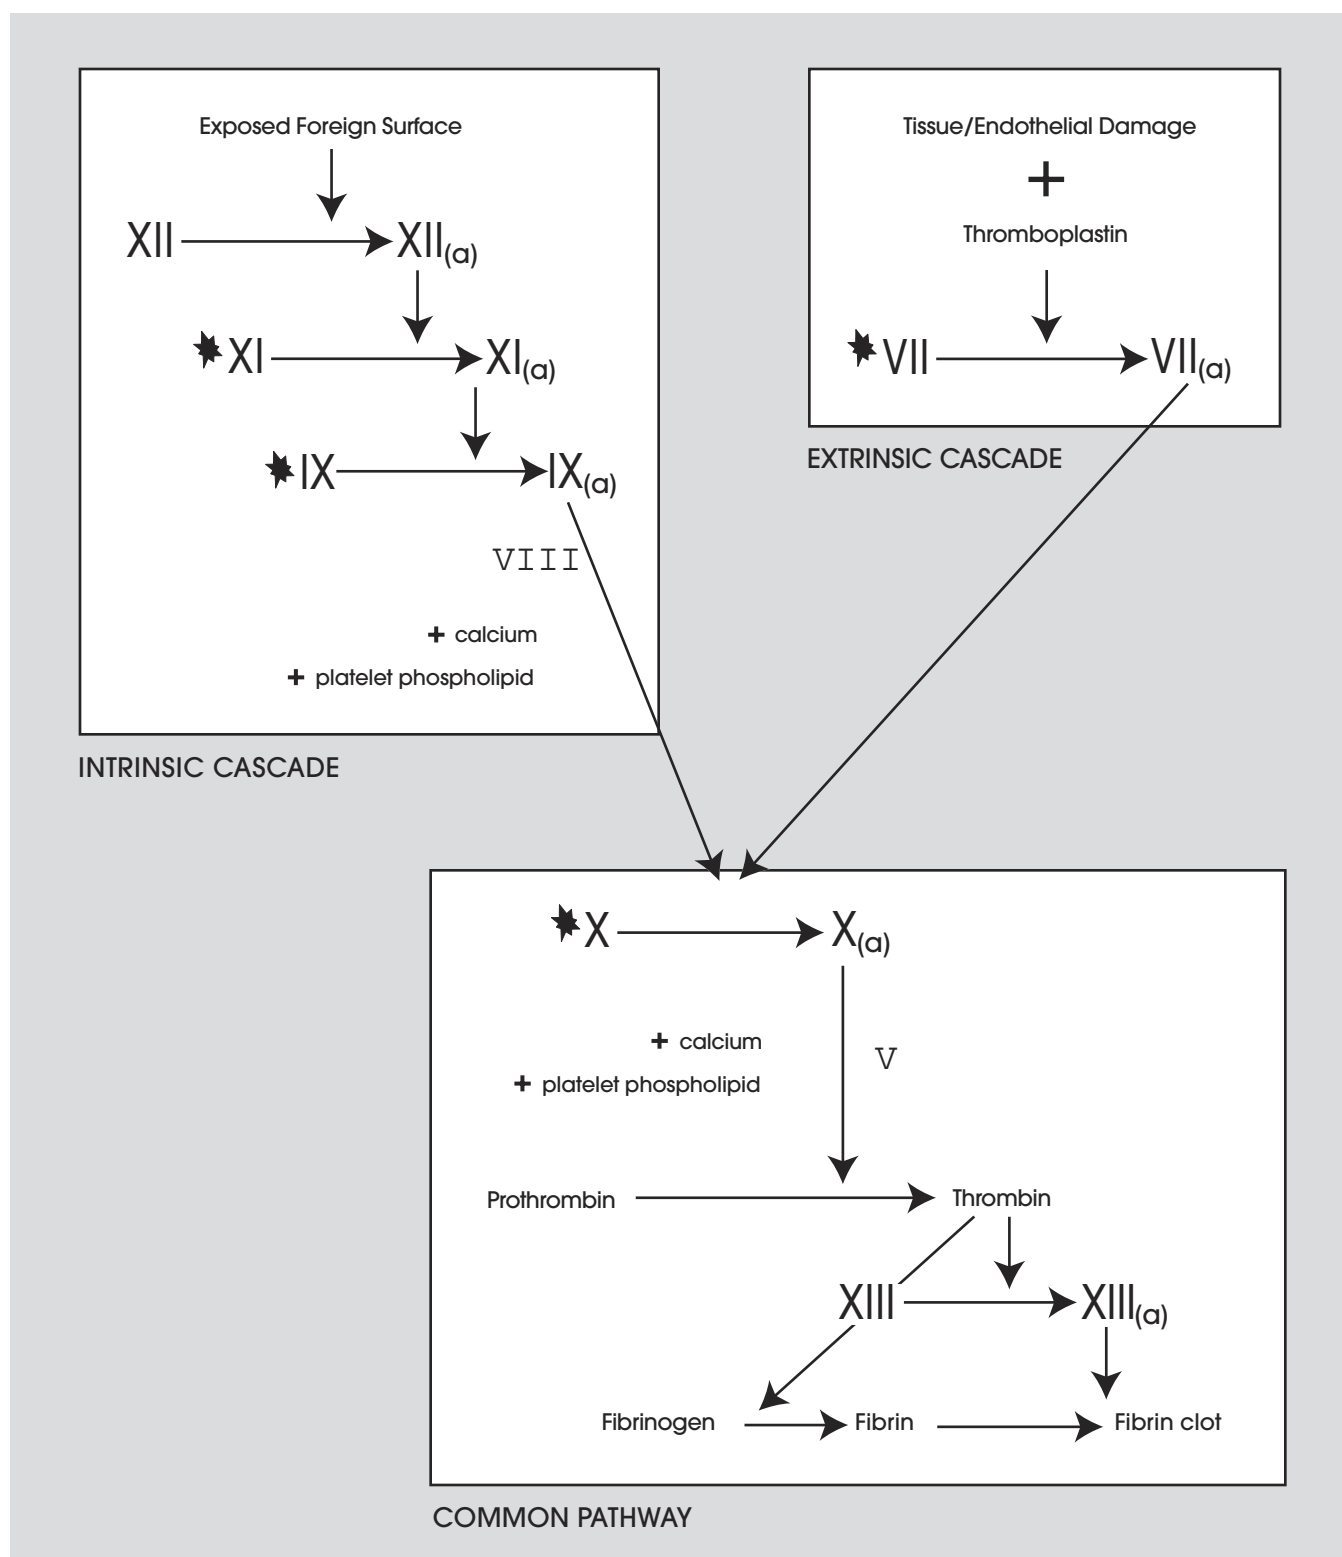 Exposed Foreign Surface
XII XII(a)
XI XI(a)
IX IX(a)
VIII
+ calcium
+ platelet phospholipid
INTRINSIC CASCADE
Tissue/Endothelial Damage
+
Thromboplastin
VII VII(a)
EXTRINSIC CASCADE
X X(a)
+ calcium
V
+ platelet phospholipid
Prothrombin Thrombin
XIII XIII(a)
Fibrinogen Fibrin Fibrin clot
COMMON PATHWAY